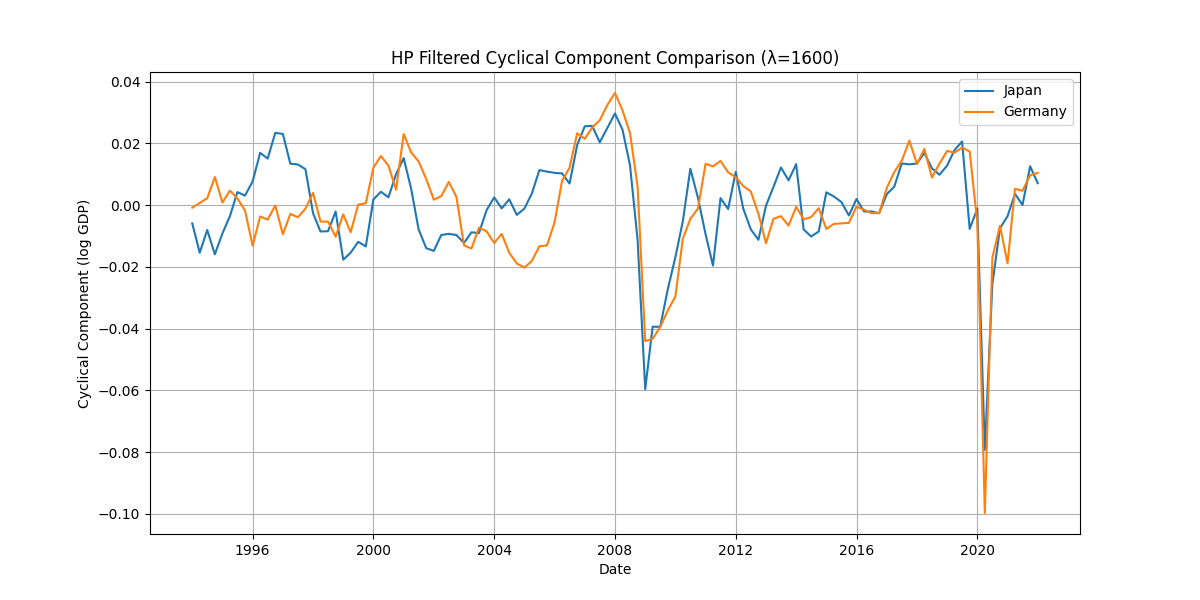 HP Filtered Cyclical Component Comparison (λ=1600)
Japan
Germany
Cyclical Component (log GDP)
0.04
0.02
0.00
−0.02
−0.04
−0.06
−0.08
−0.10
1996 2000 2004 2008 2012 2016 2020
Date